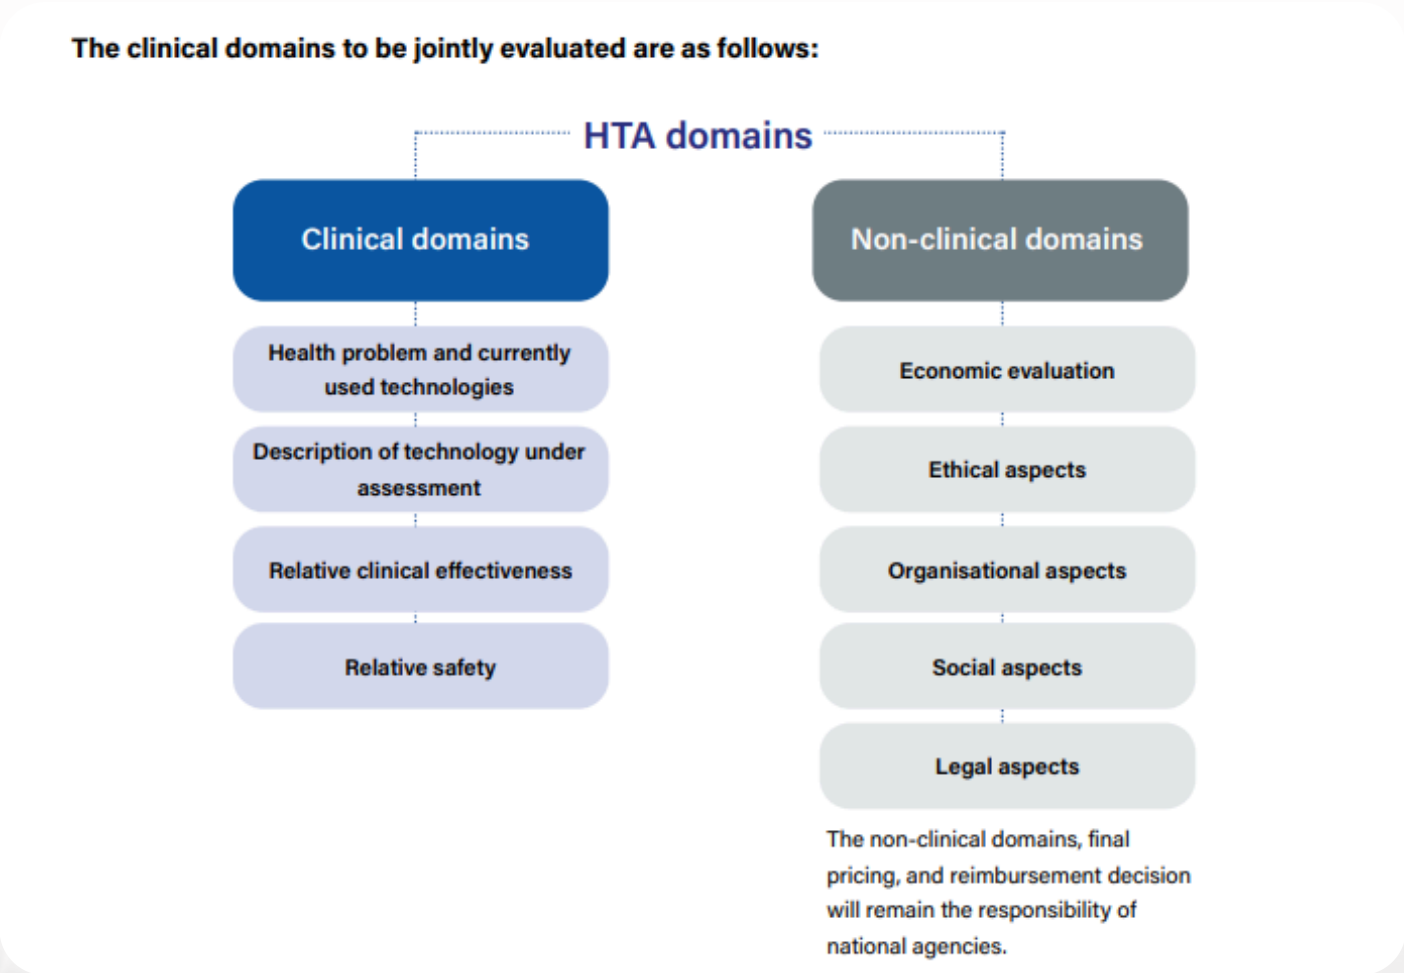 The clinical domains to be jointly evaluated are as follows:
HTA domains
Clinical domains
Health problem and currently
used technologies
Description of technology under
assessment
Relative clinical effectiveness
Relative safety
Non-clinical domains
Economic evaluation
Ethical aspects
Organisational aspects
Social aspects
Legal aspects
The non-clinical domains, final
pricing, and reimbursement decision
will remain the responsibility of
national agencies.